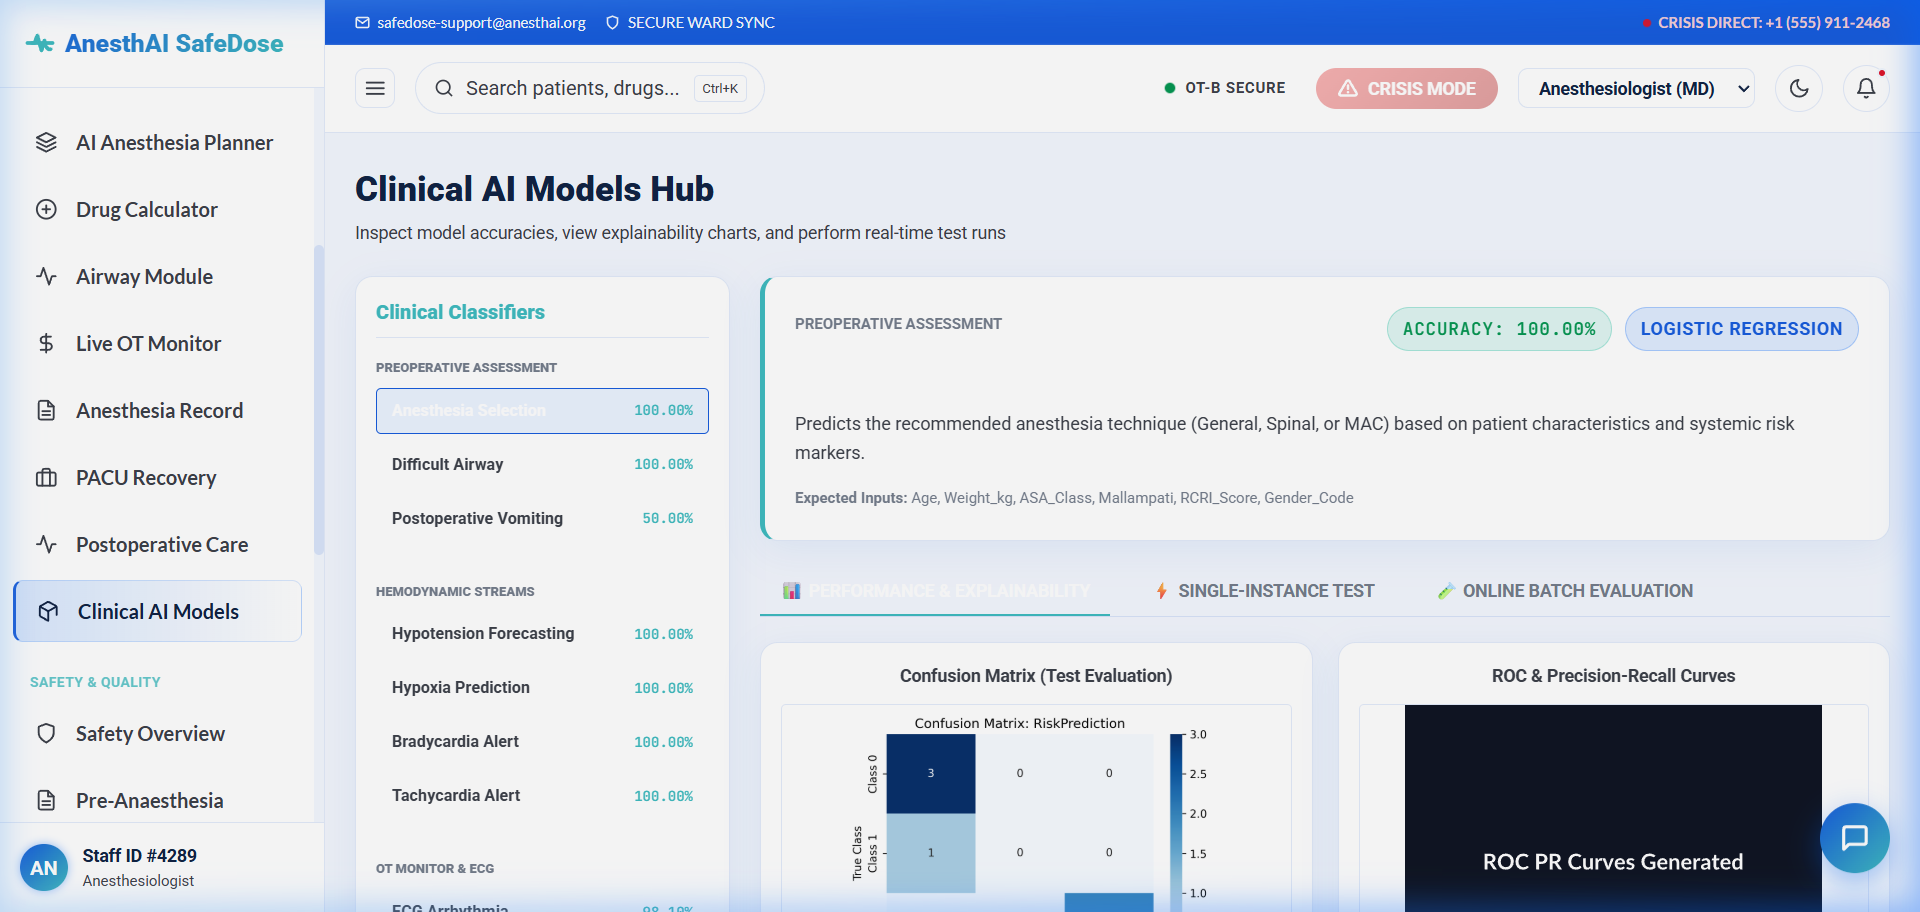 AnesthAI SafeDose
safedose-support@anesthai.org
SECURE WARD SYNC
CRISIS DIRECT: +1 (555) 911-2468
Search patients, drugs...
Ctrl+K
OT-B SECURE
CRISIS MODE
Anesthesiologist (MD)
AI Anesthesia Planner
Drug Calculator
Airway Module
Live OT Monitor
Anesthesia Record
PACU Recovery
Postoperative Care
Clinical AI Models
SAFETY & QUALITY
Safety Overview
Pre-Anaesthesia
AN
Staff ID #4289
Anesthesiologist
Clinical AI Models Hub
Inspect model accuracies, view explainability charts, and perform real-time test runs
Clinical Classifiers
PREOPERATIVE ASSESSMENT
Anesthesia Selection 100.00%
Difficult Airway 100.00%
Postoperative Vomiting 50.00%
HEMODYNAMIC STREAMS
Hypotension Forecasting 100.00%
Hypoxia Prediction 100.00%
Bradycardia Alert 100.00%
Tachycardia Alert 100.00%
OT MONITOR & ECG
ECG Arrhythmia 98.10%
PREOPERATIVE ASSESSMENT
ACCURACY: 100.00%
LOGISTIC REGRESSION
Predicts the recommended anesthesia technique (General, Spinal, or MAC) based on patient characteristics and systemic risk
markers.
Expected Inputs: Age, Weight_kg, ASA_Class, Mallampati, RCRI_Score, Gender_Code
PERFORMANCE & EXPLAINABILITY
SINGLE-INSTANCE TEST
ONLINE BATCH EVALUATION
Confusion Matrix (Test Evaluation)
Confusion Matrix: RiskPrediction
Class 0
3 0 0
True Class
Class 1
1 0 0
3.0
2.5
2.0
1.5
1.0
ROC & Precision-Recall Curves
ROC PR Curves Generated